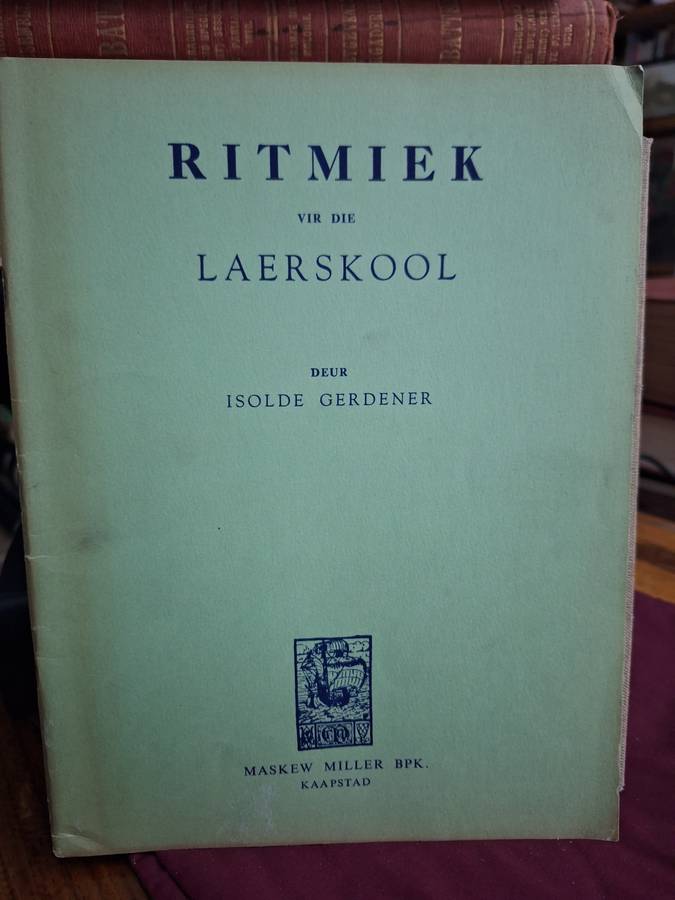 RITMIEK
VIR DIE
LAERSKOOL
DEUR
ISOLDE GERDENER
MASKEW MILLER BPK.
KAAPSTAD